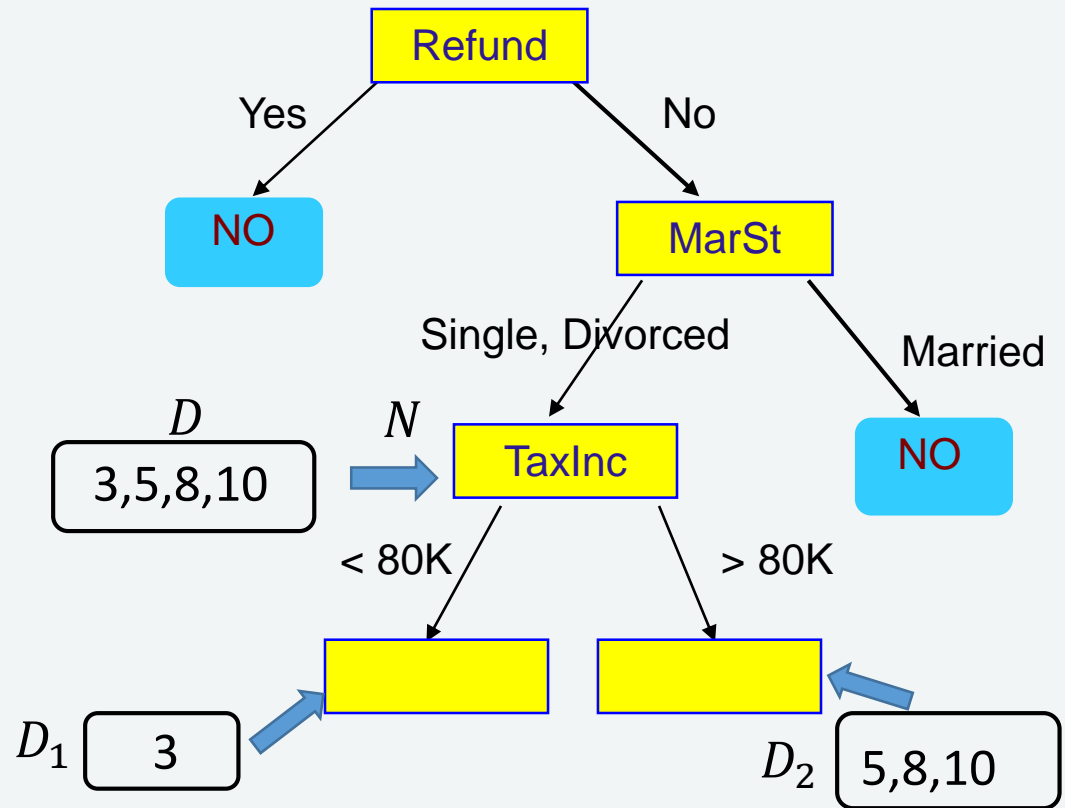 Refund
Yes
No
NO
MarSt
Single, Divorced
Married
D
N
3,5,8,10
TaxInc
NO
< 80K
> 80K
D₁
3
D₂
5,8,10